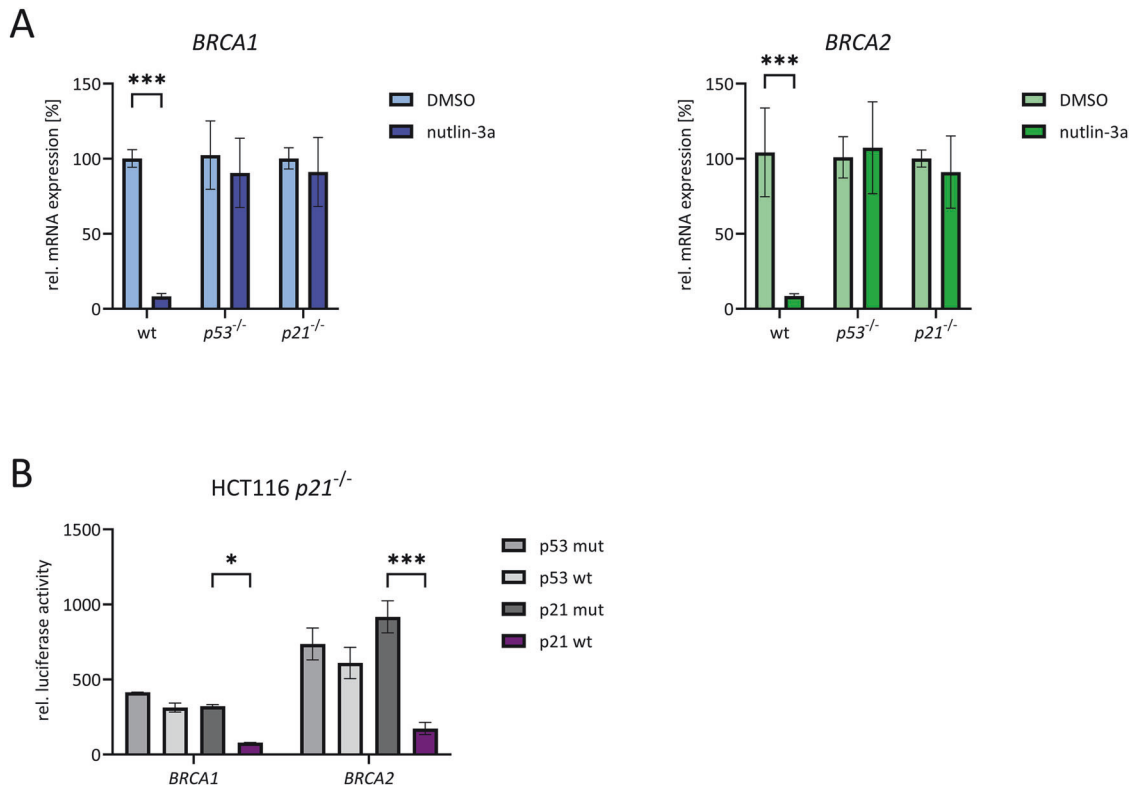 A
BRCA1
***
rel. mRNA expression [%]
150
100
50
0
wt
p53-/-
p21-/-
DMSO
nutlin-3a
BRCA2
***
rel. mRNA expression [%]
150
100
50
0
wt
p53-/-
p21-/-
DMSO
nutlin-3a
B
HCT116 p21-/-
rel. luciferase activity
1500
1000
500
0
*
***
BRCA1
BRCA2
p53 mut
p53 wt
p21 mut
p21 wt